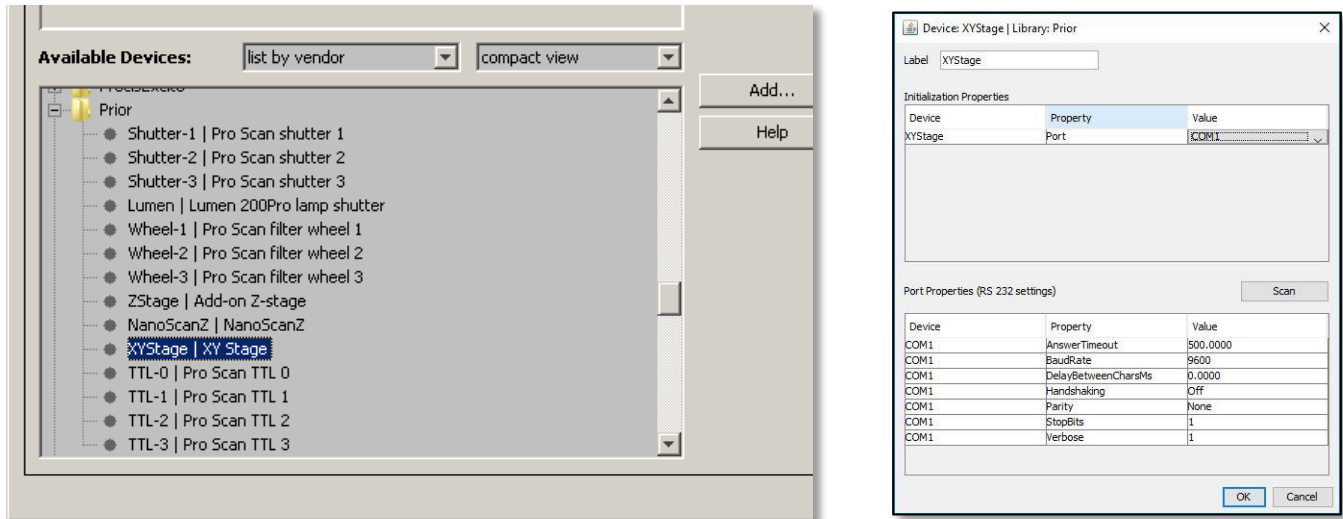 Available Devices: list by vendor compact view
Add...
Help
Prior
Shutter-1 | Pro Scan shutter 1
Shutter-2 | Pro Scan shutter 2
Shutter-3 | Pro Scan shutter 3
Lumen | Lumen 200Pro lamp shutter
Wheel-1 | Pro Scan filter wheel 1
Wheel-2 | Pro Scan filter wheel 2
Wheel-3 | Pro Scan filter wheel 3
ZStage | Add-on Z-stage
NanoScanZ | NanoScanZ
XYStage | XY Stage
TTL-0 | Pro Scan TTL 0
TTL-1 | Pro Scan TTL 1
TTL-2 | Pro Scan TTL 2
TTL-3 | Pro Scan TTL 3
Device: XYStage | Library: Prior
Label XYStage
Initialization Properties
Device Property Value
XYStage Port COM1
Port Properties (RS 232 settings) Scan
Device Property Value
COM1 AnswerTimeout 500.0000
COM1 BaudRate 9600
COM1 DelayBetweenCharsMs 0.0000
COM1 Handshaking Off
COM1 Parity None
COM1 StopBits 1
COM1 Verbose 1
OK Cancel